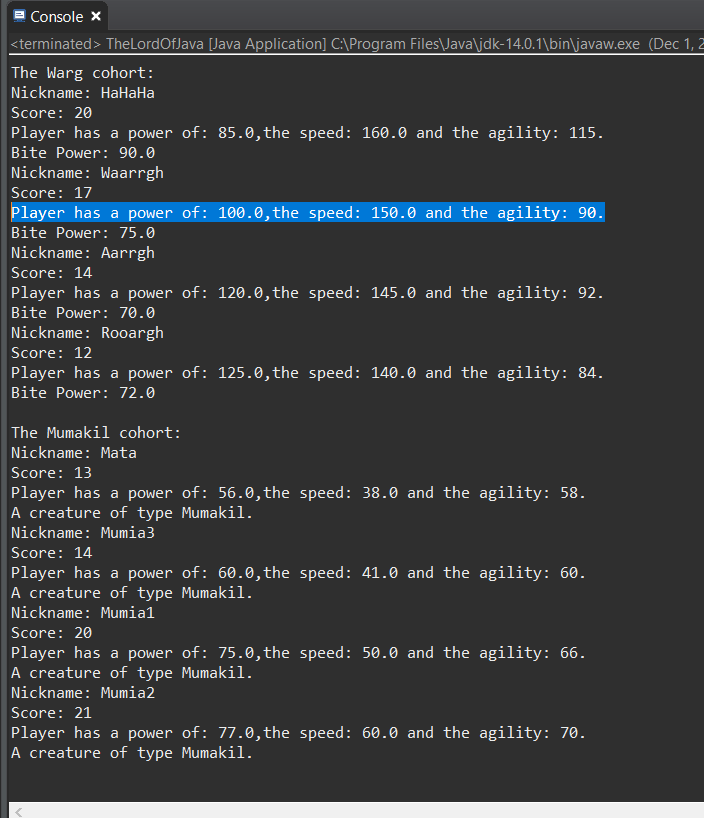 Console
<terminated> TheLordOfJava [Java Application] C:\Program Files\Java\jdk-14.0.1\bin\javaw.exe (Dec 1, 2
The Warg cohort:
Nickname: HaHaHa
Score: 20
Player has a power of: 85.0,the speed: 160.0 and the agility: 115.
Bite Power: 90.0
Nickname: Waarrgh
Score: 17
Player has a power of: 100.0,the speed: 150.0 and the agility: 90.
Bite Power: 75.0
Nickname: Aarrgh
Score: 14
Player has a power of: 120.0,the speed: 145.0 and the agility: 92.
Bite Power: 70.0
Nickname: Rooargh
Score: 12
Player has a power of: 125.0,the speed: 140.0 and the agility: 84.
Bite Power: 72.0
The Mumakil cohort:
Nickname: Mata
Score: 13
Player has a power of: 56.0,the speed: 38.0 and the agility: 58.
A creature of type Mumakil.
Nickname: Mumia3
Score: 14
Player has a power of: 60.0,the speed: 41.0 and the agility: 60.
A creature of type Mumakil.
Nickname: Mumia1
Score: 20
Player has a power of: 75.0,the speed: 50.0 and the agility: 66.
A creature of type Mumakil.
Nickname: Mumia2
Score: 21
Player has a power of: 77.0,the speed: 60.0 and the agility: 70.
A creature of type Mumakil.